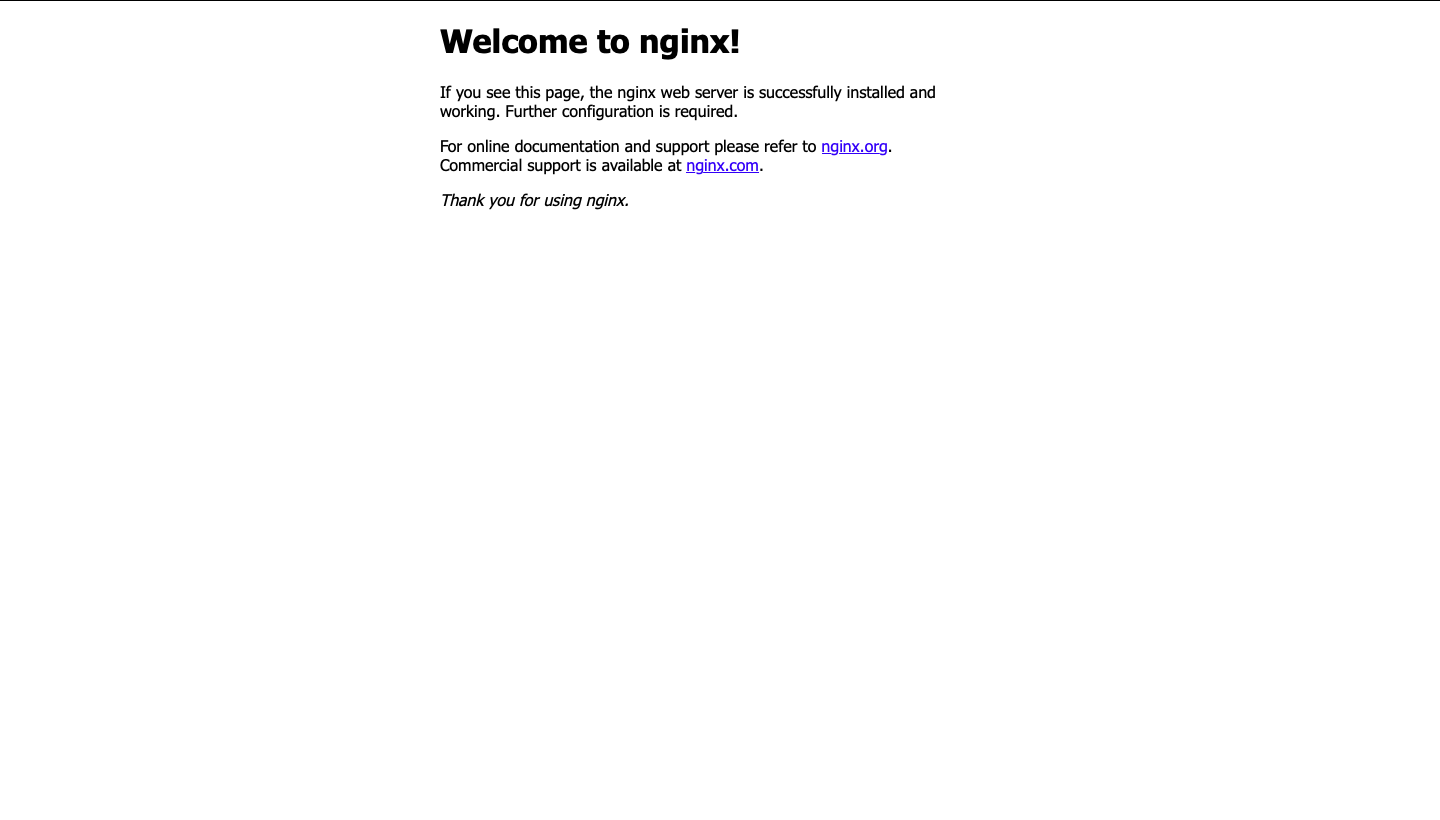 Welcome to nginx!
If you see this page, the nginx web server is successfully installed and
working. Further configuration is required.
For online documentation and support please refer to nginx.org.
Commercial support is available at nginx.com.
Thank you for using nginx.